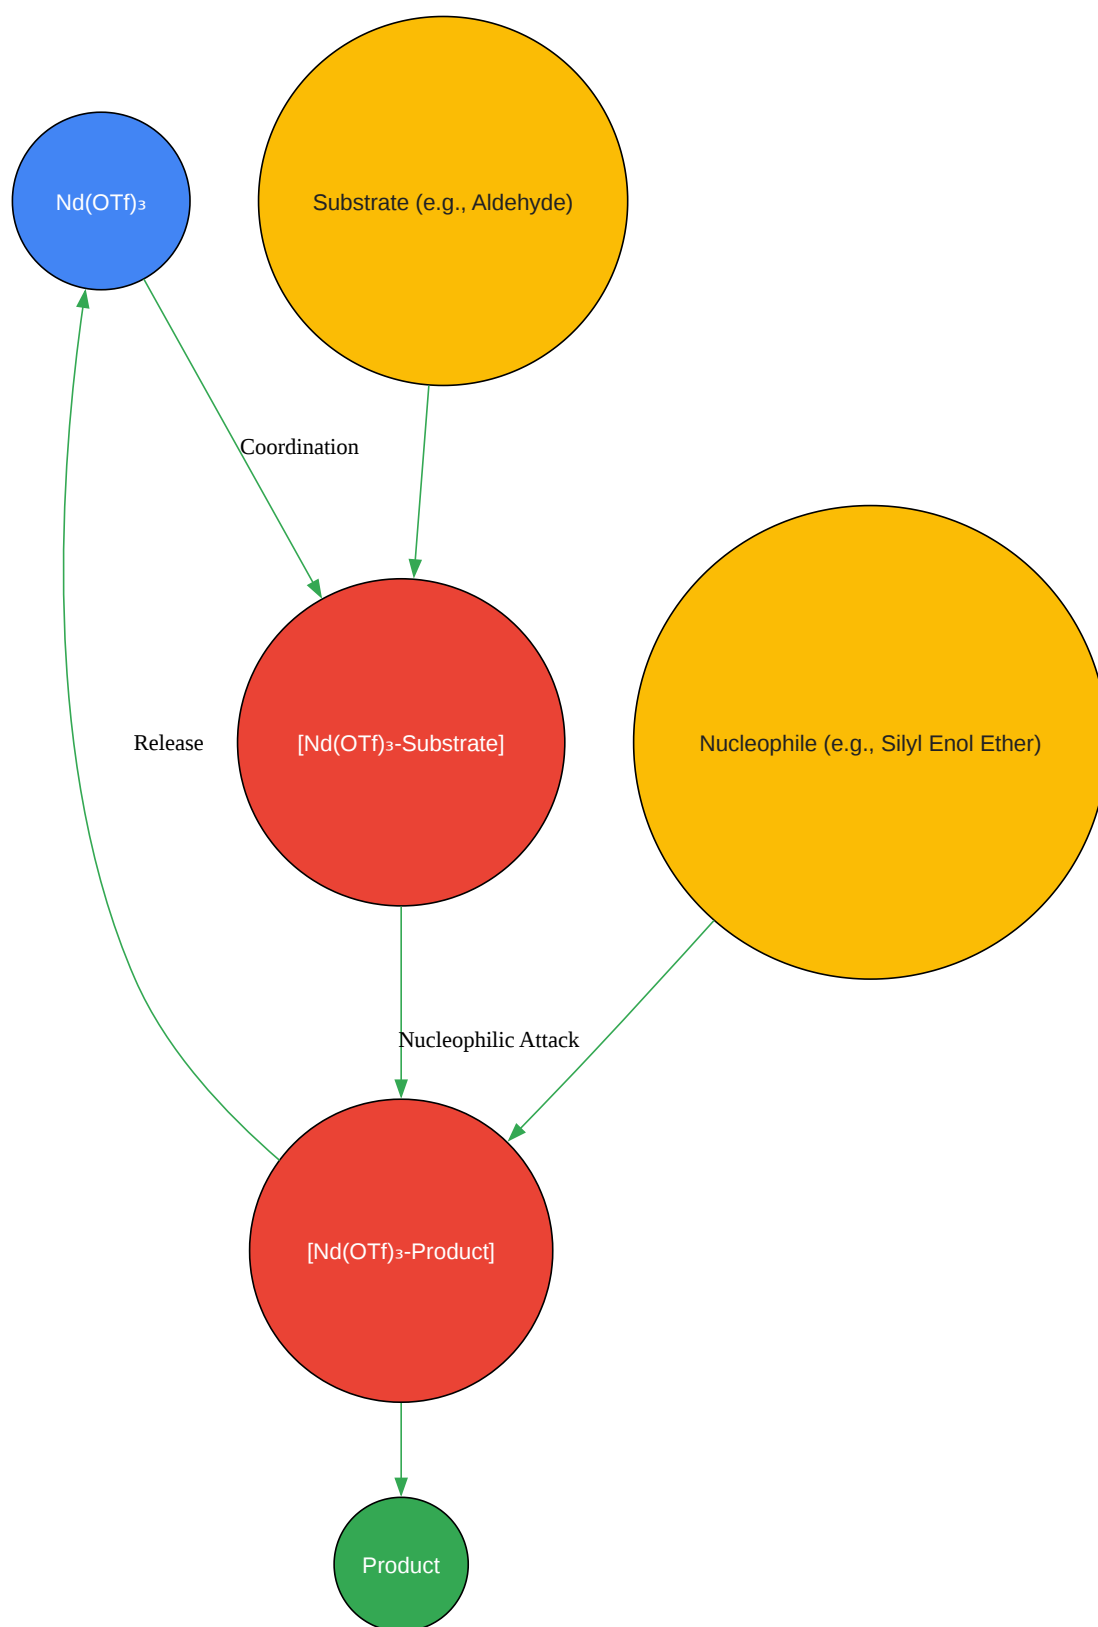 Nd(OTf)₃
Substrate (e.g., Aldehyde)
Coordination
Release
[Nd(OTf)₃-Substrate]
Nucleophile (e.g., Silyl Enol Ether)
Nucleophilic Attack
[Nd(OTf)₃-Product]
Product